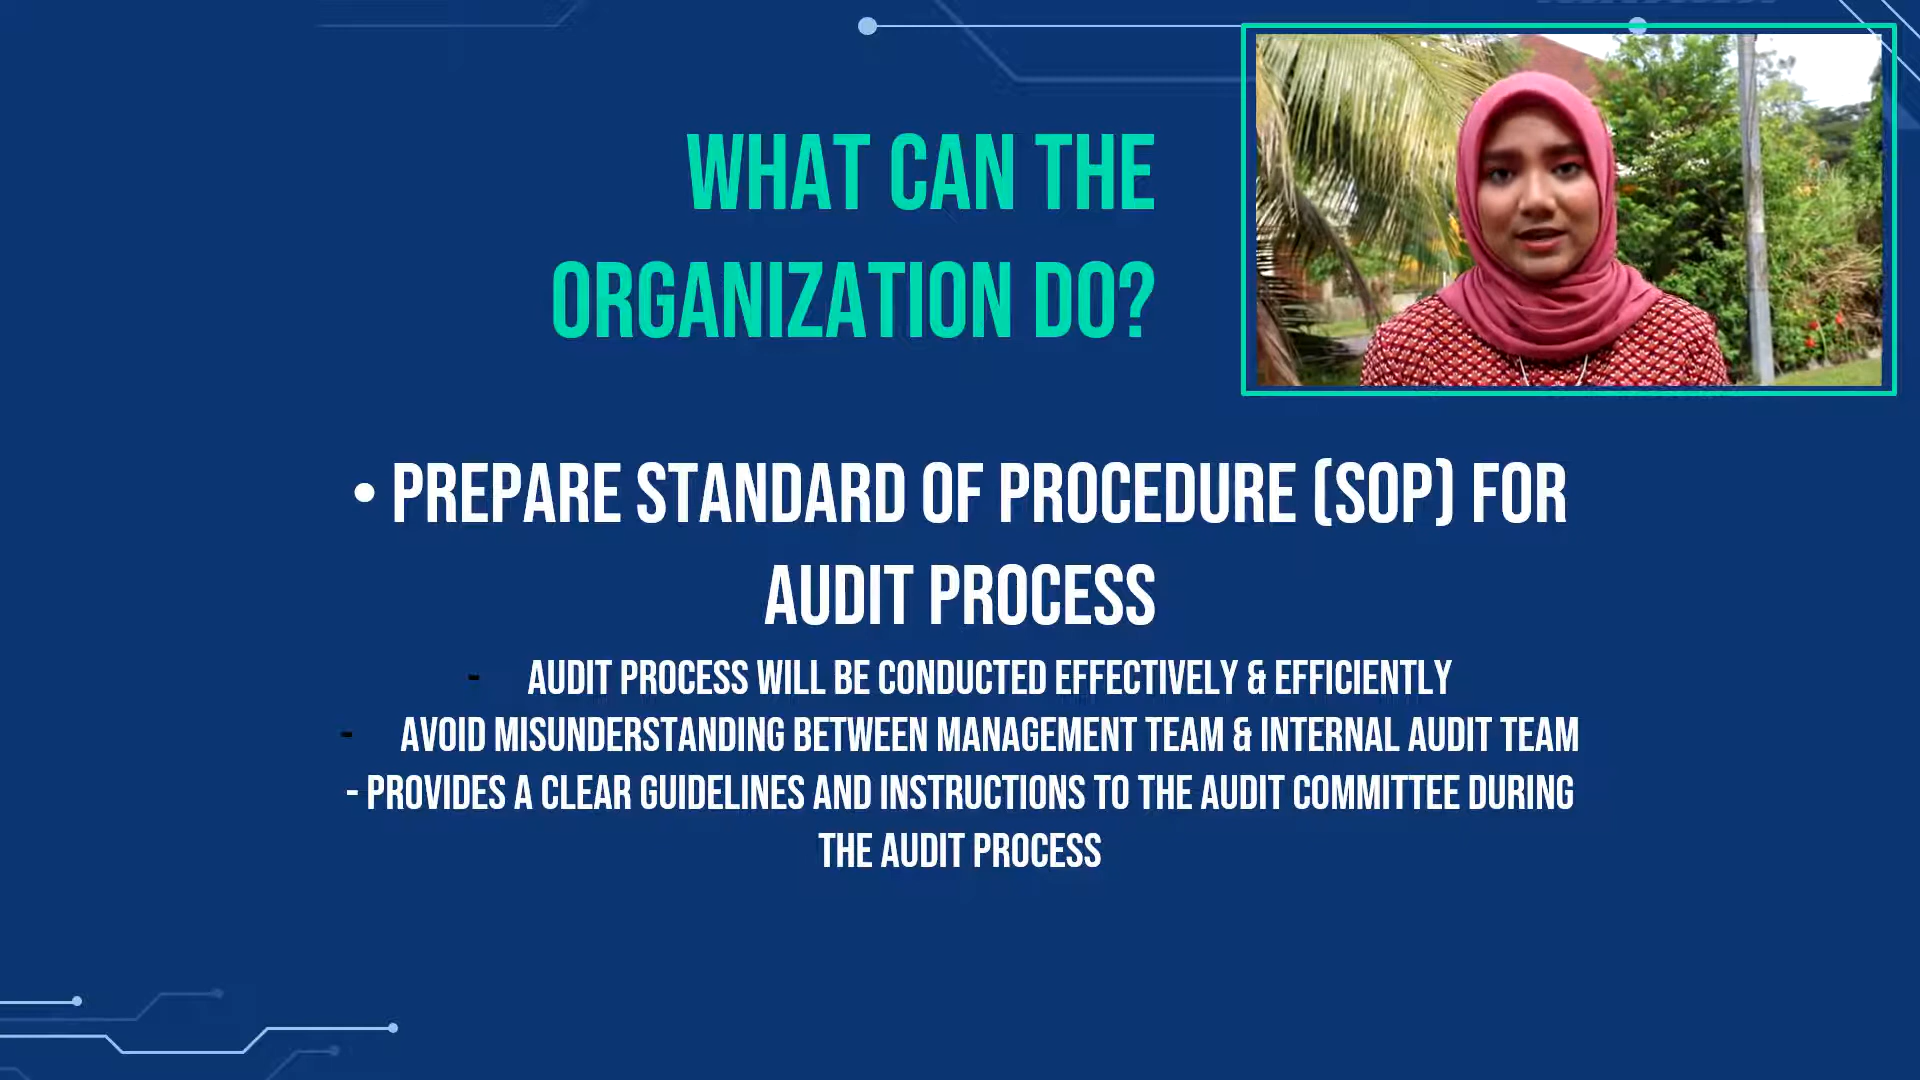 WHAT CAN THE
ORGANIZATION DO?
• PREPARE STANDARD OF PROCEDURE (SOP) FOR
AUDIT PROCESS
- AUDIT PROCESS WILL BE CONDUCTED EFFECTIVELY & EFFICIENTLY
- AVOID MISUNDERSTANDING BETWEEN MANAGEMENT TEAM & INTERNAL AUDIT TEAM
- PROVIDES A CLEAR GUIDELINES AND INSTRUCTIONS TO THE AUDIT COMMITTEE DURING
THE AUDIT PROCESS